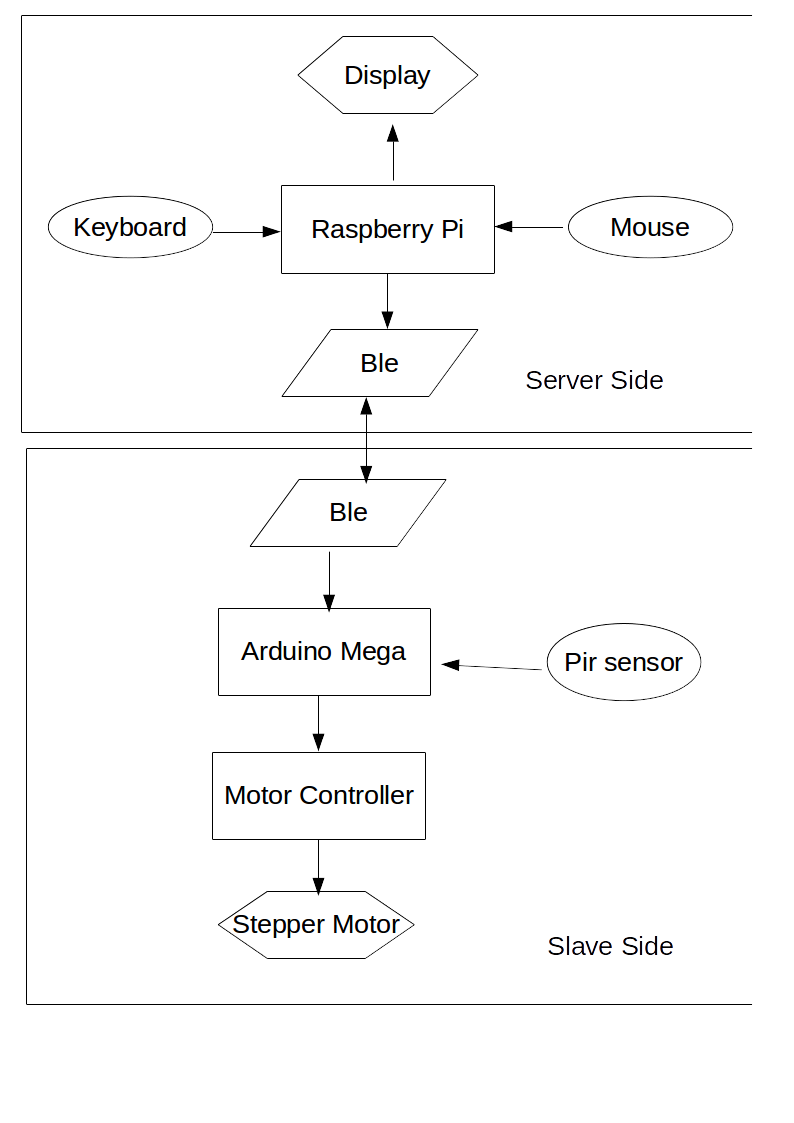 Display
Keyboard
Raspberry Pi
Mouse
Ble
Server Side
Ble
Arduino Mega
Pir sensor
Motor Controller
Stepper Motor
Slave Side